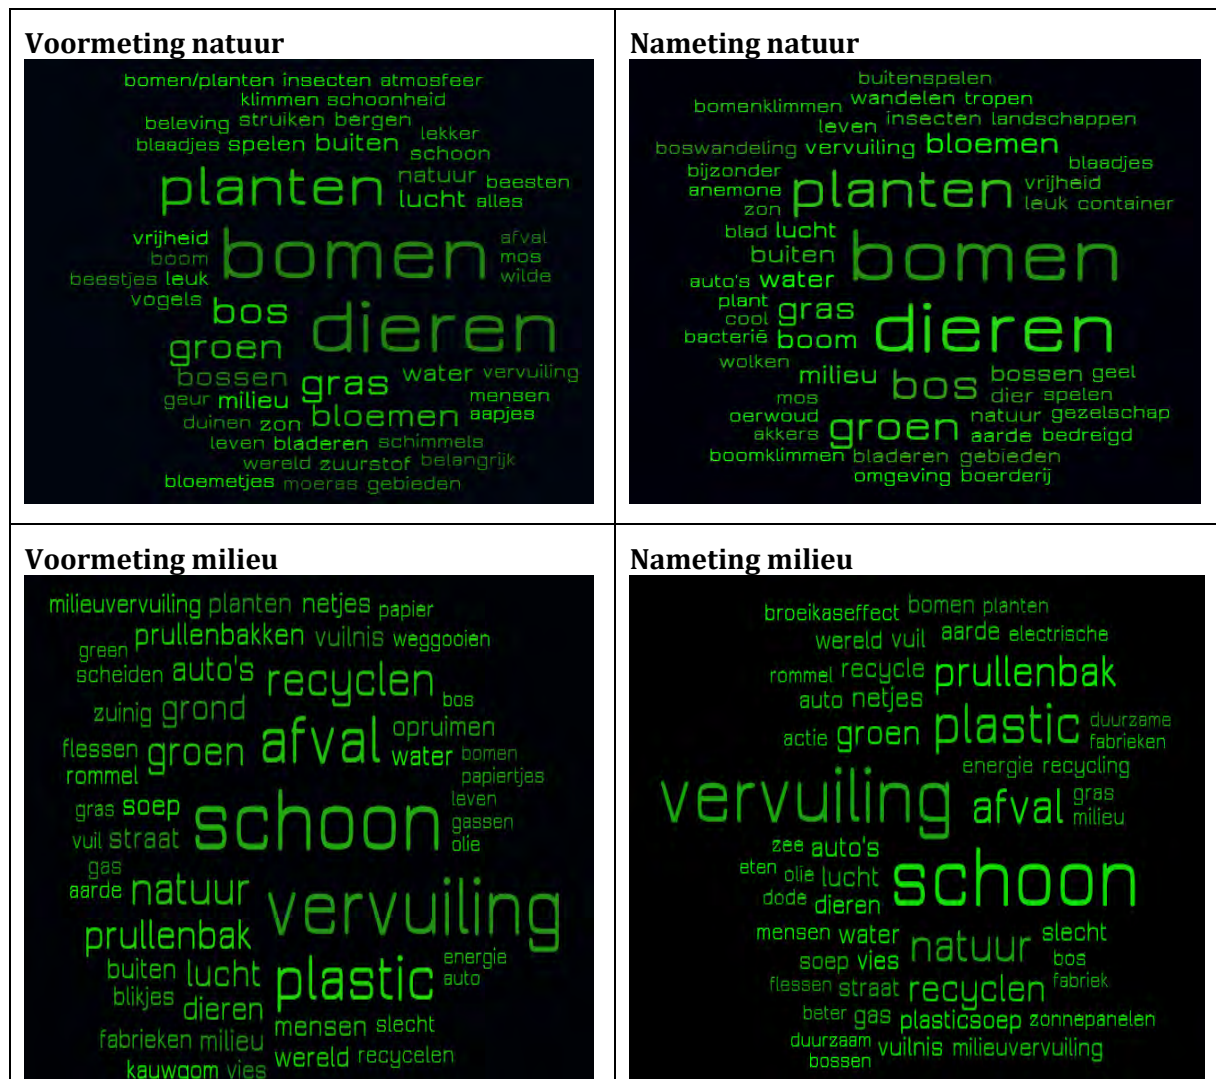 Voormeting natuur
bomen/planten insecten atmosfeer
klimmen schoonheid
beleving struiken bergen
lekker
blaadjes spelen buiten
schoon
planten
natuur beesten
lucht alles
vrijheid
bomen
afval
boom
mos
beestjes leuk
wilde
vogels
bos
dieren
groen
bossen
gras
water vervuiling
geur milieu
mensen
duinen zon
bloemen
aapjes
leven bladeren schimmels
wereld zuurstof belangrijk
bloemetjes moeras gebieden
Nameting natuur
buitenspelen
bomenklimmen wandelen tropen
leven insecten landschappen
boswandeling vervuiling bloemen
blaadjes
bijzonder
anemone
zon
planten
vrijheid
leuk container
blad lucht
buiten
bomen
auto's water
plant
cool
gras
dieren
bacterië boom
wolken
milieu
bos
bossen geel
mos
dier spelen
oerwoud
akkers
groen
natuur gezelschap
aarde bedreigd
boomklimmen bladeren gebieden
omgeving boerderij
Voormeting milieu
milieuvervuiling planten netjes papier
green
prullenbakken vuilnis weggooien
scheiden auto's
recyclen
bos
zuinig grond
afval
opruimen
flessen groen
water bomen
rommel
papiertjes
gras soep
schoon
leven
gassen
vuil straat
olie
gas
aarde natuur
vervuiling
prullenbak
energie
buiten lucht
plastic
auto
blikjes
dieren
mensen slecht
fabrieken milieu
wereld recycelen
kauwgom vies
Nameting milieu
broeikaseffect bomen planten
wereld vuil aarde electrische
rommel recycle prullenbak
auto netjes
actie groen plastic
duurzame
fabrieken
energie recycling
vervuiling
afval
gras
milieu
zee auto's
eten olie lucht
schoon
dode dieren
mensen water
natuur
slecht
soep vies
bos
flessen straat recyclen fabriek
beter gas plasticsoep zonnepanelen
duurzaam
vuilnis milieuvervuiling
bossen